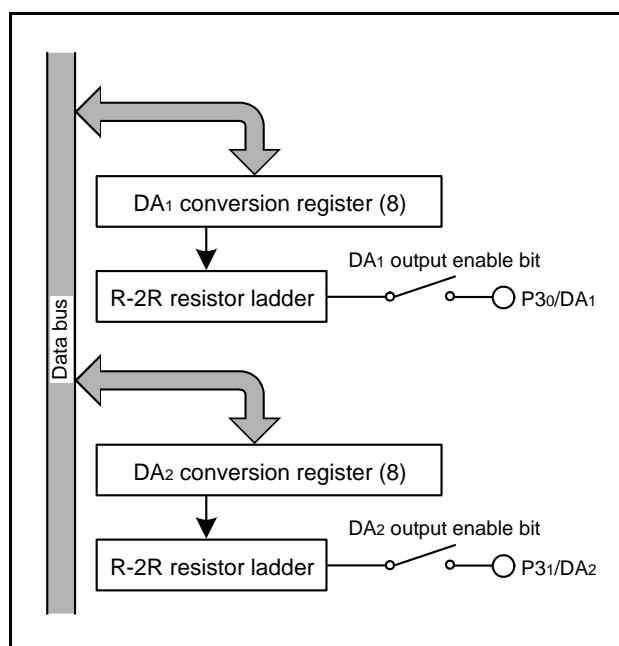 DA₁ conversion register (8)
DA₁ output enable bit
R-2R resistor ladder
P3₀/DA₁
Data bus
DA₂ conversion register (8)
DA₂ output enable bit
R-2R resistor ladder
P3₁/DA₂